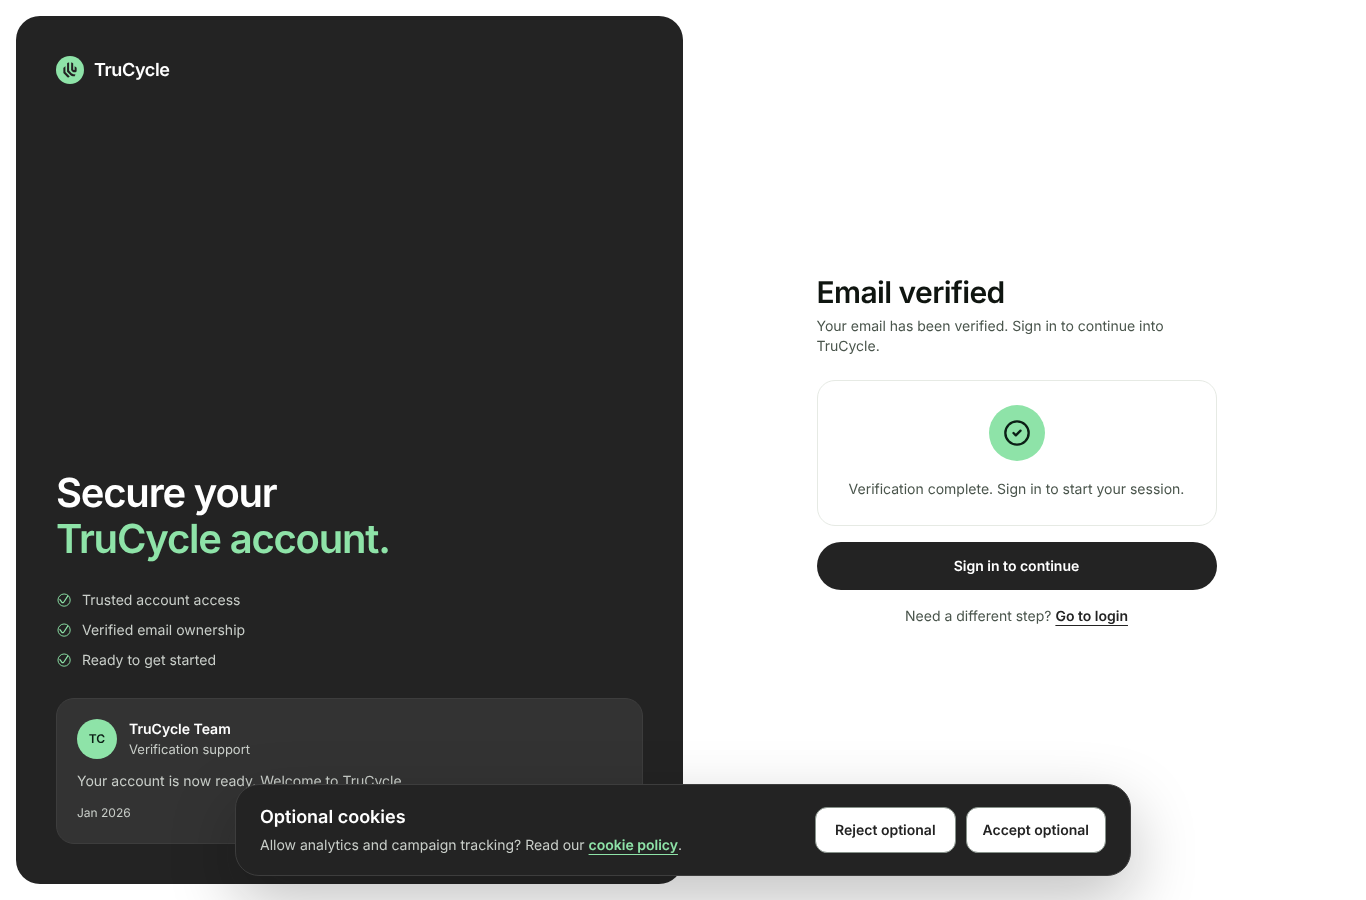 TruCycle
Secure your
TruCycle account.
Trusted account access
Verified email ownership
Ready to get started
TC
TruCycle Team
Verification support
Your account is now ready. Welcome to TruCycle
Jan 2026
Email verified
Your email has been verified. Sign in to continue into
TruCycle.
Verification complete. Sign in to start your session.
Sign in to continue
Need a different step? Go to login
Optional cookies
Allow analytics and campaign tracking? Read our cookie policy.
Reject optional
Accept optional